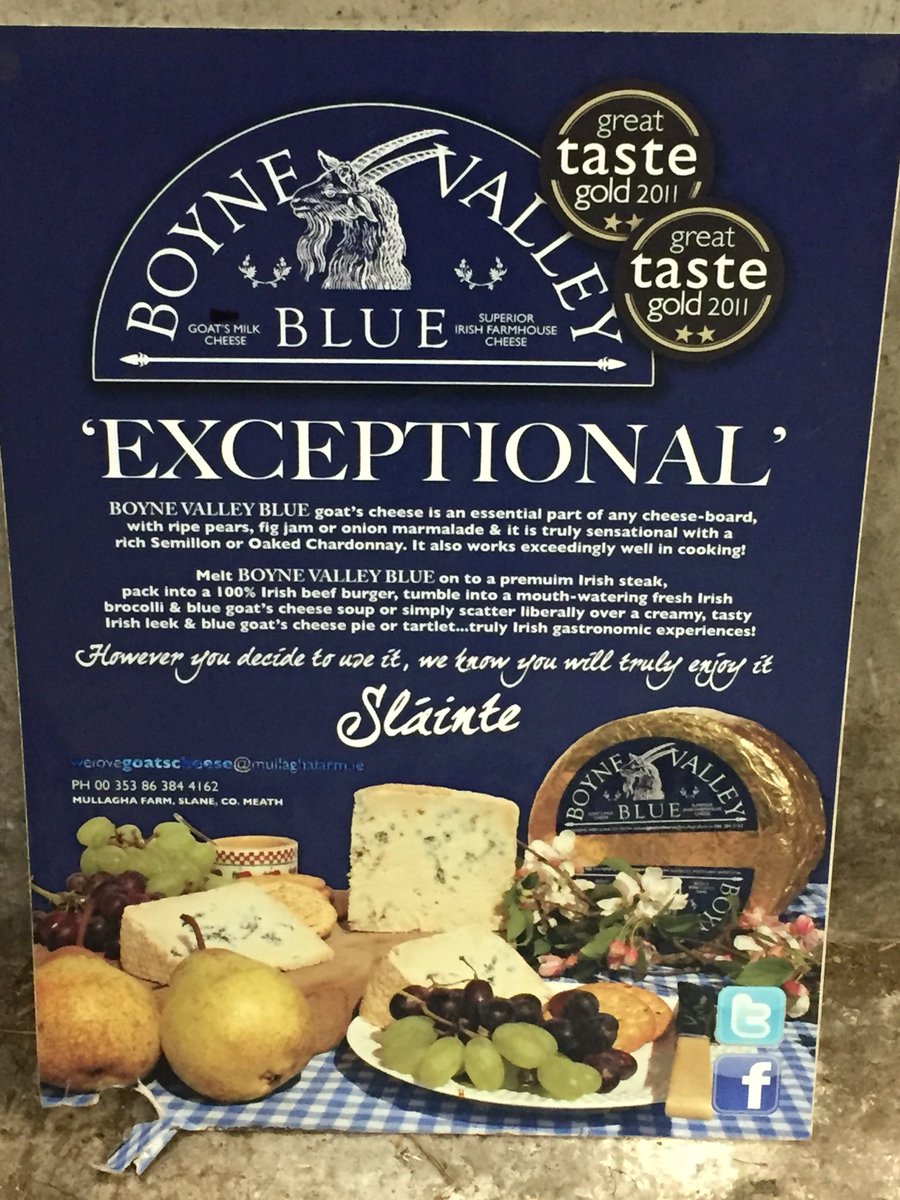 BOYNE VALLEY
great
taste
gold 2011
great
taste
gold 2011
GOAT'S MILK
CHEESE
BLUE
SUPERIOR
IRISH FARMHOUSE
CHEESE
'EXCEPTIONAL'
BOYNE VALLEY BLUE goat's cheese is an essential part of any cheese-board,
with ripe pears, fig jam or onion marmalade & it is truly sensational with a
rich Semillon or Oaked Chardonnay. It also works exceedingly well in cooking!
Melt BOYNE VALLEY BLUE on to a premuim Irish steak,
pack into a 100% Irish beef burger, tumble into a mouth-watering fresh Irish
brocolli & blue goat's cheese soup or simply scatter liberally over a creamy, tasty
Irish leek & blue goat's cheese pie or tartlet...truly Irish gastronomic experiences!
However you decide to use it, we know you will truly enjoy it
Sláinte
welovegoatscheese@mullaghafarm.ie
PH 00 353 86 384 4162
MULLAGHA FARM, SLANE, CO. MEATH
BOYNE VALLEY
BLUE
BOYNE